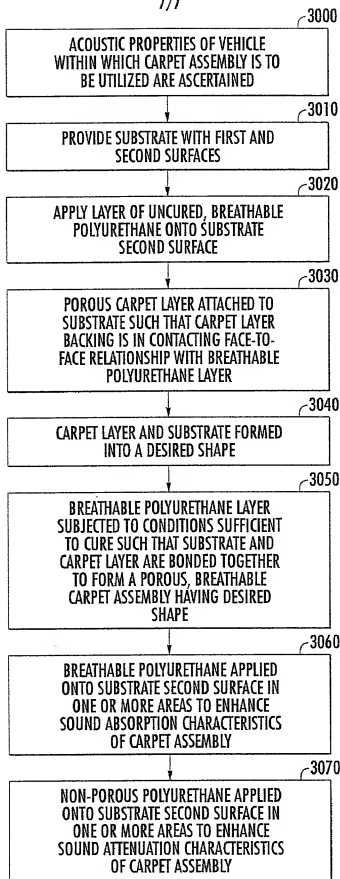 7/7
3000
ACOUSTIC PROPERTIES OF VEHICLE
WITHIN WHICH CARPET ASSEMBLY IS TO
BE UTILIZED ARE ASCERTAINED
3010
PROVIDE SUBSTRATE WITH FIRST AND
SECOND SURFACES
3020
APPLY LAYER OF UNCURED, BREATHABLE
POLYURETHANE ONTO SUBSTRATE
SECOND SURFACE
3030
POROUS CARPET LAYER ATTACHED TO
SUBSTRATE SUCH THAT CARPET LAYER
BACKING IS IN CONTACTING FACE-TO-
FACE RELATIONSHIP WITH BREATHABLE
POLYURETHANE LAYER
3040
CARPET LAYER AND SUBSTRATE FORMED
INTO A DESIRED SHAPE
3050
BREATHABLE POLYURETHANE LAYER
SUBJECTED TO CONDITIONS SUFFICIENT
TO CURE SUCH THAT SUBSTRATE AND
CARPET LAYER ARE BONDED TOGETHER
TO FORM A POROUS, BREATHABLE
CARPET ASSEMBLY HAVING DESIRED
SHAPE
3060
BREATHABLE POLYURETHANE APPLIED
ONTO SUBSTRATE SECOND SURFACE IN
ONE OR MORE AREAS TO ENHANCE
SOUND ABSORPTION CHARACTERISTICS
OF CARPET ASSEMBLY
3070
NON-POROUS POLYURETHANE APPLIED
ONTO SUBSTRATE SECOND SURFACE IN
ONE OR MORE AREAS TO ENHANCE
SOUND ATTENUATION CHARACTERISTICS
OF CARPET ASSEMBLY